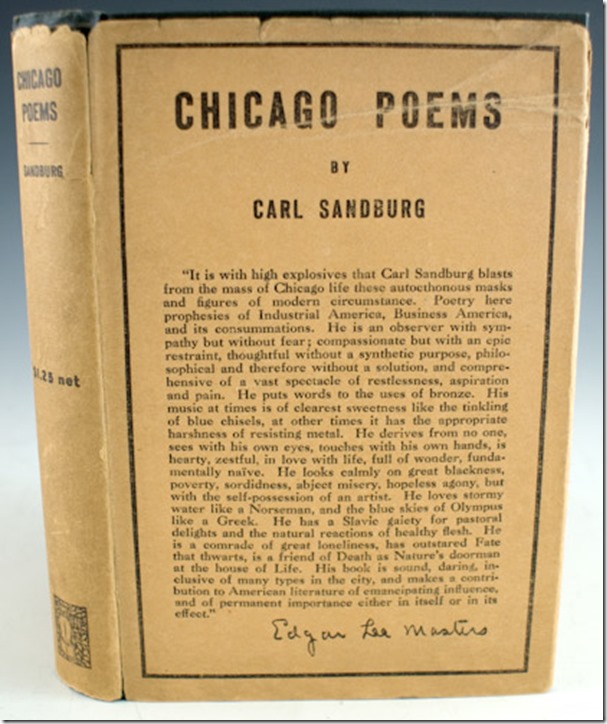 CHICAGO
POEMS
SANDBURG
$1.25 net
CHICAGO POEMS
BY
CARL SANDBURG
"It is with high explosives that Carl Sandburg blasts
from the mass of Chicago life these autocthonous masks
and figures of modern circumstance. Poetry here
prophesies of Industrial America, Business America,
and its consummations. He is an observer with sym-
pathy but without fear; compassionate but with an epic
restraint, thoughtful without a synthetic purpose, philo-
sophical and therefore without a solution, and compre-
hensive of a vast spectacle of restlessness, aspiration
and pain. He puts words to the uses of bronze. His
music at times is of clearest sweetness like the tinkling
of blue chisels, at other times it has the appropriate
harshness of resisting metal. He derives from no one,
sees with his own eyes, touches with his own hands, is
hearty, zestful, in love with life, full of wonder, funda-
mentally naïve. He looks calmly on great blackness,
poverty, sordidness, abject misery, hopeless agony, but
with the self-possession of an artist. He loves stormy
water like a Norseman, and the blue skies of Olympus
like a Greek. He has a Slavic gaiety for pastoral
delights and the natural reactions of healthy flesh. He
is a comrade of great loneliness, has outstared Fate
that thwarts, is a friend of Death as Nature's doorman
at the house of Life. His book is sound, daring, in-
clusive of many types in the city, and makes a contri-
bution to American literature of emancipating influence,
and of permanent importance either in itself or in its
effect."
Edgar Lee Masters